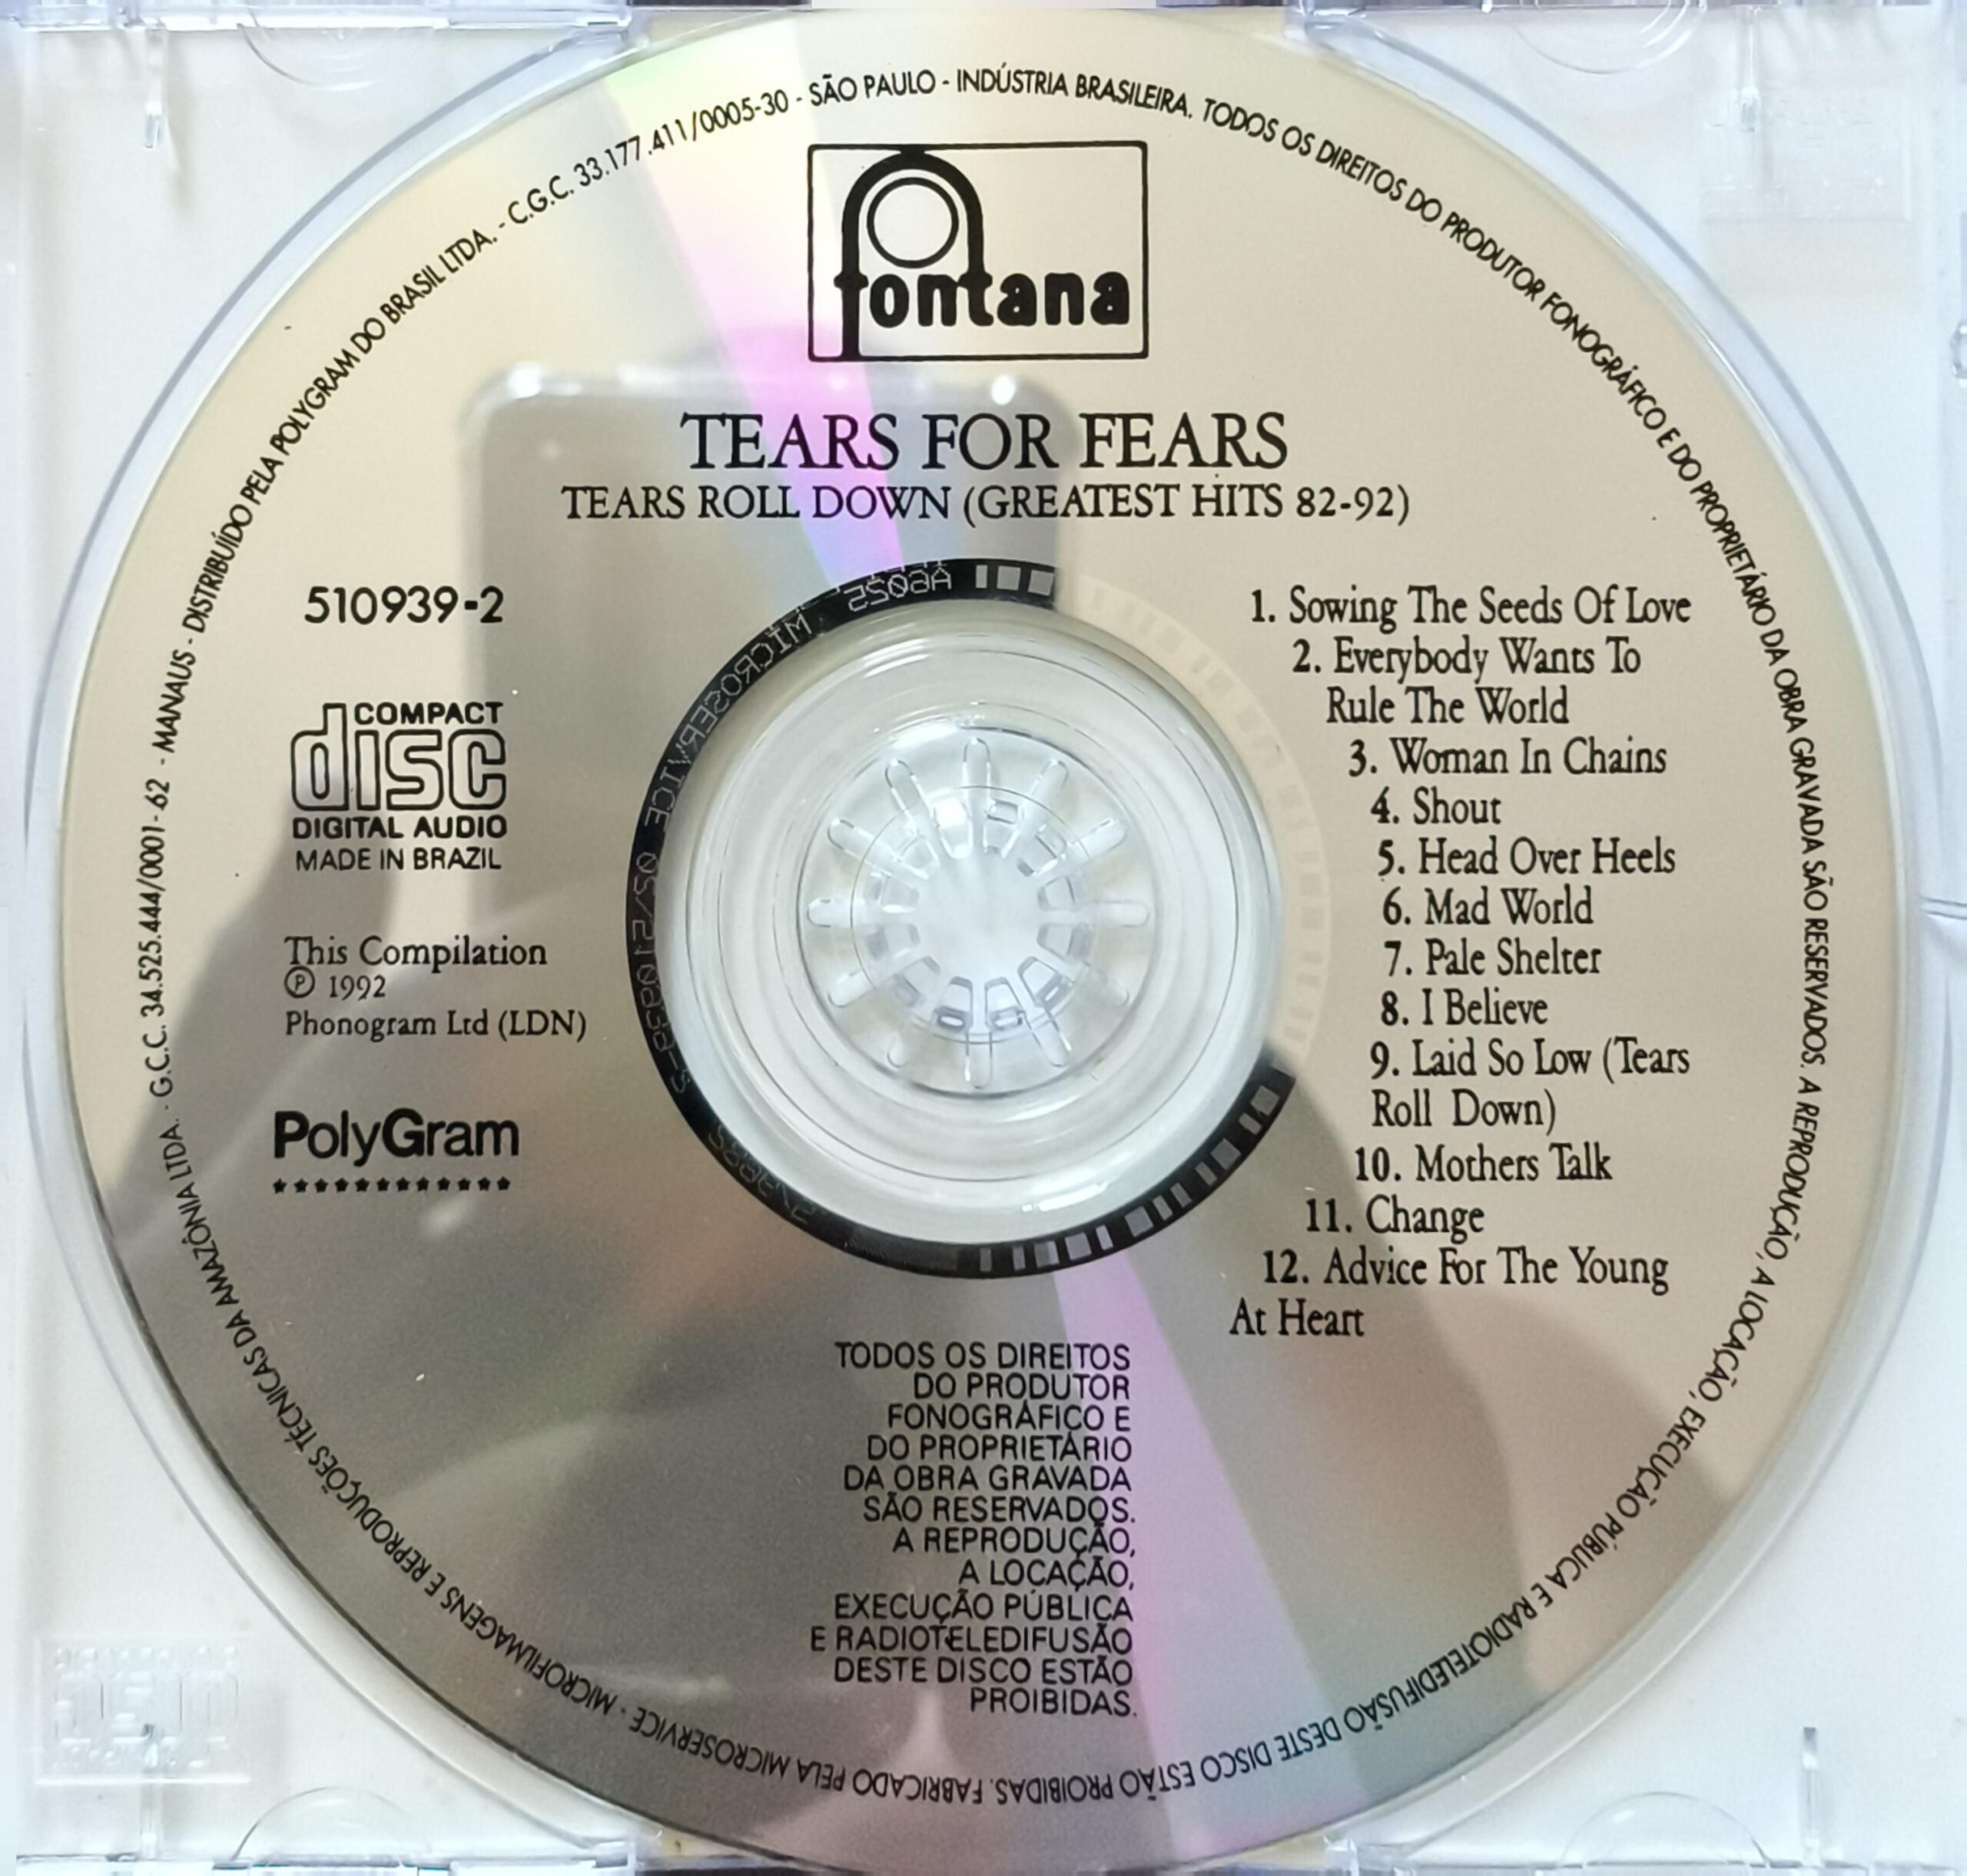 fontana
TEARS FOR FEARS
TEARS ROLL DOWN (GREATEST HITS 82-92)
510939-2
COMPACT
disc
DIGITAL AUDIO
MADE IN BRAZIL
This Compilation
Ⓟ 1992
Phonogram Ltd (LDN)
PolyGram
************
1. Sowing The Seeds Of Love
2. Everybody Wants To
Rule The World
3. Woman In Chains
4. Shout
5. Head Over Heels
6. Mad World
7. Pale Shelter
8. I Believe
9. Laid So Low (Tears
Roll Down)
10. Mothers Talk
11. Change
12. Advice For The Young
At Heart
TODOS OS DIREITOS
DO PRODUTOR
FONOGRÁFICO E
DO PROPRIETÁRIO
DA OBRA GRAVADA
SÃO RESERVADOS.
A REPRODUÇÃO,
A LOCAÇÃO,
EXECUÇÃO PÚBLICA
E RADIOTELEDIFUSÃO
DESTE DISCO ESTÃO
PROIBIDAS.
TODOS OS DIREITOS DO PRODUTOR FONOGRÁFICO E DO PROPRIETÁRIO DA OBRA GRAVADA SÃO RESERVADOS. A REPRODUÇÃO, A LOCAÇÃO, EXECUÇÃO PÚBLICA E RADIOTELEDIFUSÃO DESTE DISCO ESTÃO PROIBIDAS. FABRICADO PELA MICROSERVICE - MICROFILMAGENS E REPRODUÇÕES TÉCNICAS DA AMAZÔNIA LTDA. - G.C.C. 34.525.444/0001-62 - MANAUS - DISTRIBUÍDO PELA POLYGRAM DO BRASIL LTDA. - C.G.C. 33.177.411/0005-30 - SÃO PAULO - INDÚSTRIA BRASILEIRA.
MICROSERVICE